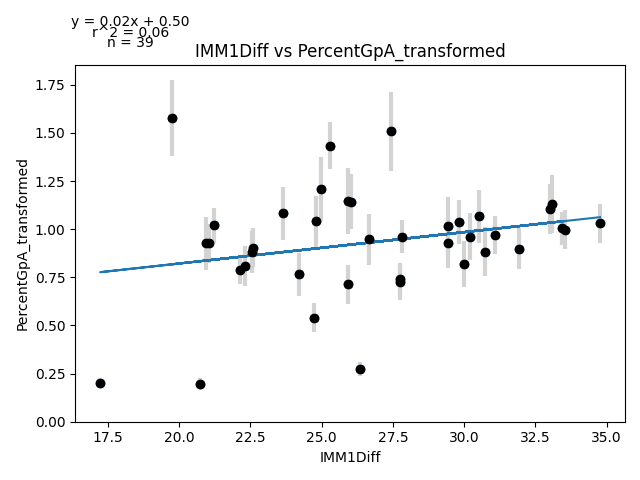 y = 0.02x + 0.50
r^2 = 0.06
n = 39
IMM1Diff vs PercentGpA_transformed
PercentGpA_transformed
1.75
1.50
1.25
1.00
0.75
0.50
0.25
0.00
17.5 20.0 22.5 25.0 27.5 30.0 32.5 35.0
IMM1Diff